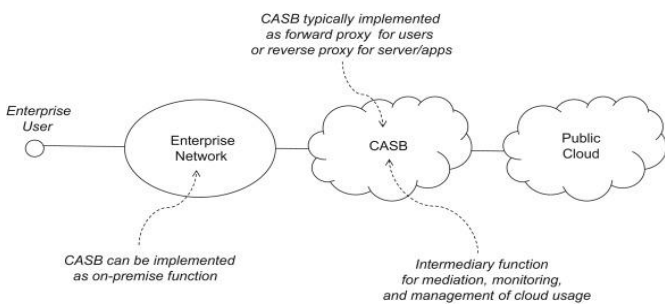 CASB typically implemented
as forward proxy for users
or reverse proxy for server/apps
Enterprise
User
Enterprise
Network
CASB
Public
Cloud
CASB can be implemented
as on-premise function
Intermediary function
for mediation, monitoring,
and management of cloud usage